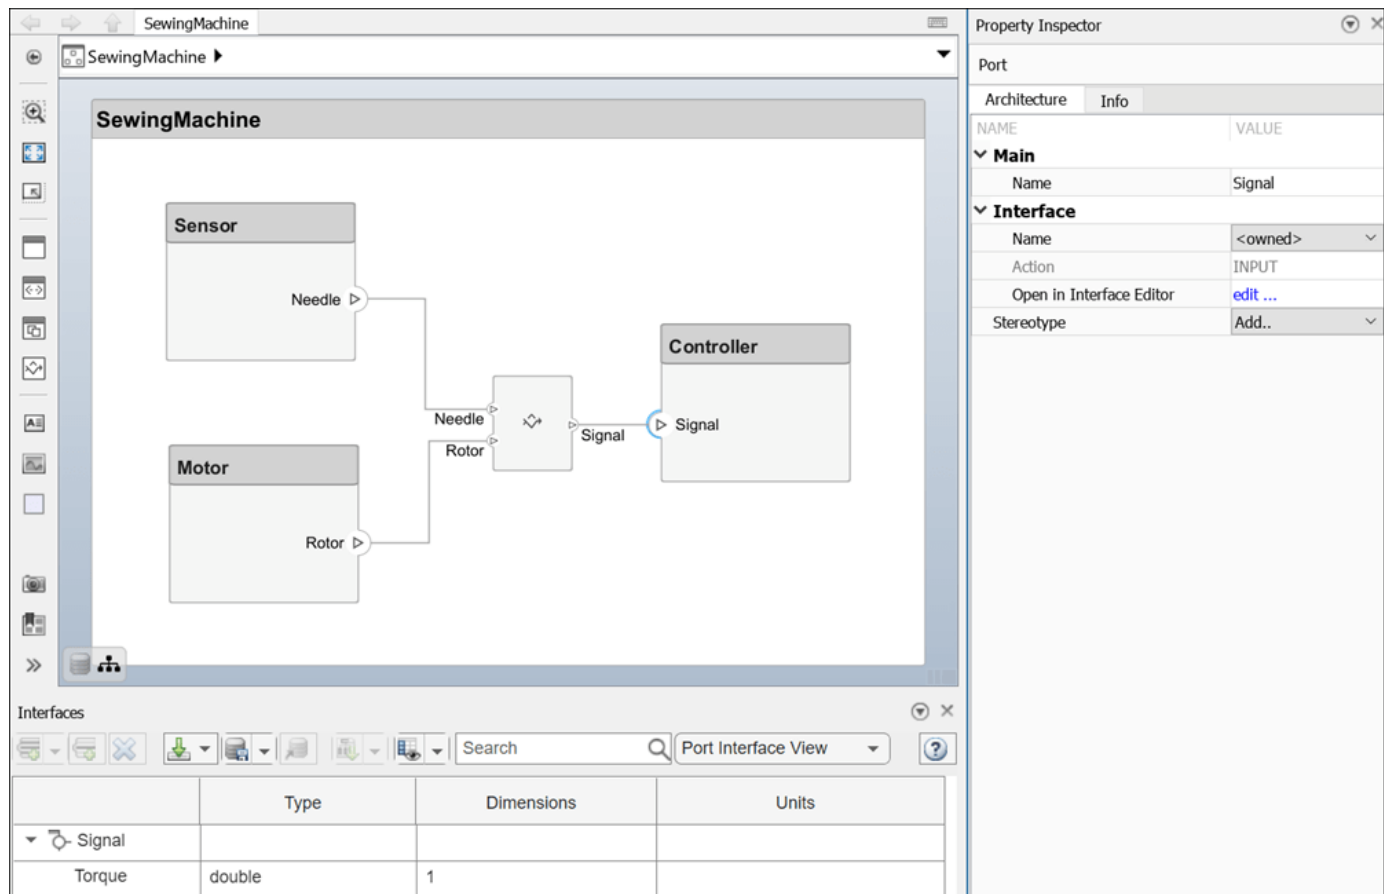 SewingMachine
SewingMachine
SewingMachine
Sensor
Needle
Motor
Rotor
Needle
Rotor
Signal
Controller
Signal
Interfaces
Search
Port Interface View
Type Dimensions Units
Signal
Torque double 1
Property Inspector
Port
Architecture Info
NAME VALUE
Main
Name Signal
Interface
Name <owned>
Action INPUT
Open in Interface Editor edit ...
Stereotype Add..